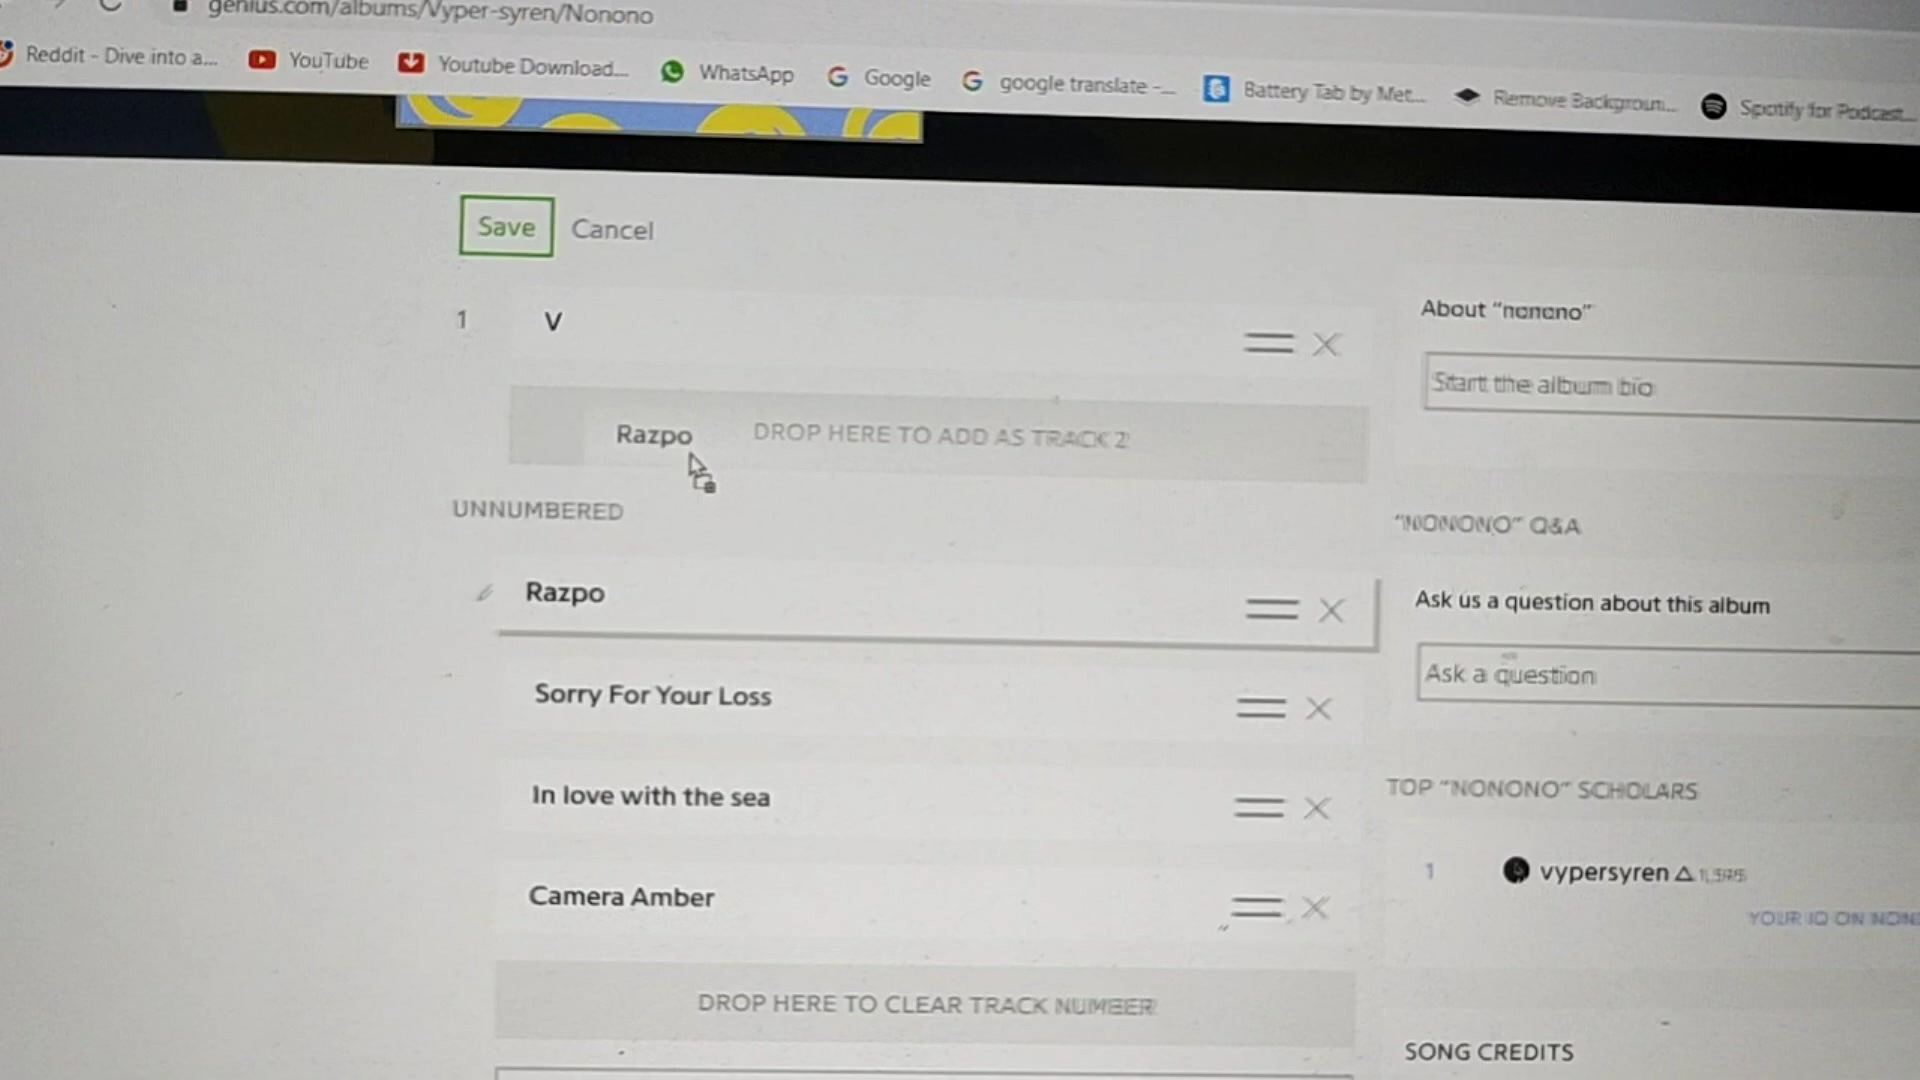 genius.com/albums/Vyper-syren/Nonono
Reddit - Dive into a...
YouTube
Youtube Download...
WhatsApp
Google
google translate -...
Battery Tab by Met...
Remove Backgroun...
Spotify for Podcast...
Save
Cancel
1
V
Razpo
DROP HERE TO ADD AS TRACK 2
UNNUMBERED
Razpo
Sorry For Your Loss
In love with the sea
Camera Amber
DROP HERE TO CLEAR TRACK NUMBER
About "nonono"
Start the album bio
"NONONO" Q&A
Ask us a question about this album
Ask a question
TOP "NONONO" SCHOLARS
1
vypersyren
YOUR IQ ON
SONG CREDITS